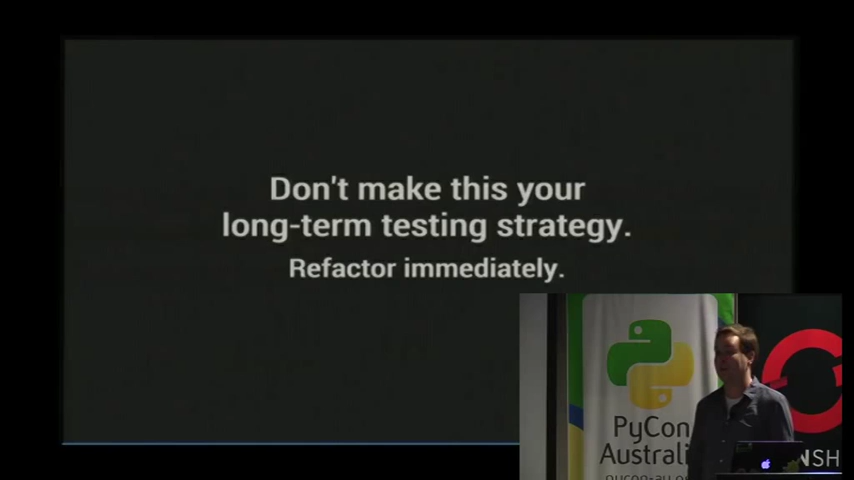 Don't make this your
long-term testing strategy.
Refactor immediately.
PyCon
Australi
NSH